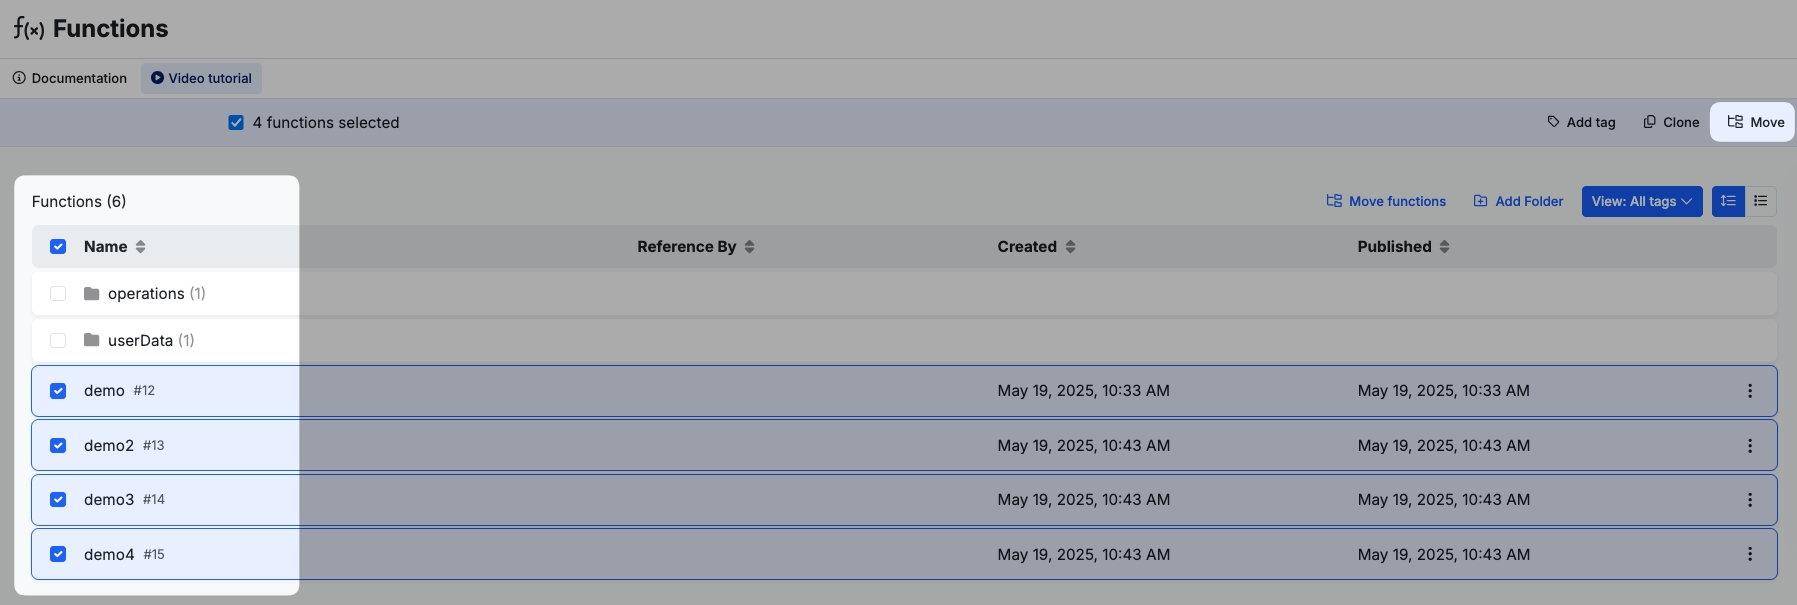 f(x) Functions
Documentation Video tutorial
4 functions selected Add tag Clone Move
Functions (6) Move functions Add Folder View: All tags
Name Reference By Created Published
operations (1)
userData (1)
demo #12 May 19, 2025, 10:33 AM May 19, 2025, 10:33 AM
demo2 #13 May 19, 2025, 10:43 AM May 19, 2025, 10:43 AM
demo3 #14 May 19, 2025, 10:43 AM May 19, 2025, 10:43 AM
demo4 #15 May 19, 2025, 10:43 AM May 19, 2025, 10:43 AM